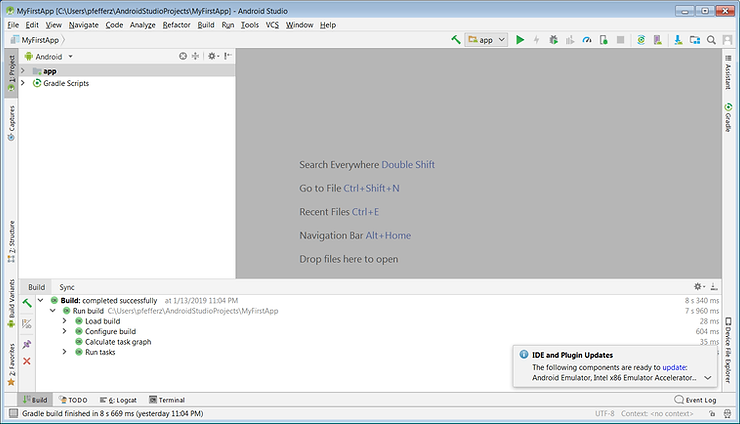 MyFirstApp [C:\Users\pfefferz\AndroidStudioProjects\MyFirstApp] - Android Studio
File Edit View Navigate Code Analyze Refactor Build Run Tools VCS Window Help
MyFirstApp
app
1: Project
Captures
Z: Structure
Build Variants
2: Favorites
Android
app
Gradle Scripts
Search Everywhere Double Shift
Go to File Ctrl+Shift+N
Recent Files Ctrl+E
Navigation Bar Alt+Home
Drop files here to open
Assistant
Gradle
Device File Explorer
Build Sync
Build: completed successfully at 1/13/2019 11:04 PM 8 s 340 ms
Run build C:\Users\pfefferz\AndroidStudioProjects\MyFirstApp 7 s 960 ms
Load build 28 ms
Configure build 604 ms
Calculate task graph 35 ms
Run tasks
IDE and Plugin Updates
The following components are ready to update:
Android Emulator, Intel x86 Emulator Accelerator...
Build TODO 6: Logcat Terminal Event Log
Gradle build finished in 8 s 669 ms (yesterday 11:04 PM) UTF-8 Context: <no context>